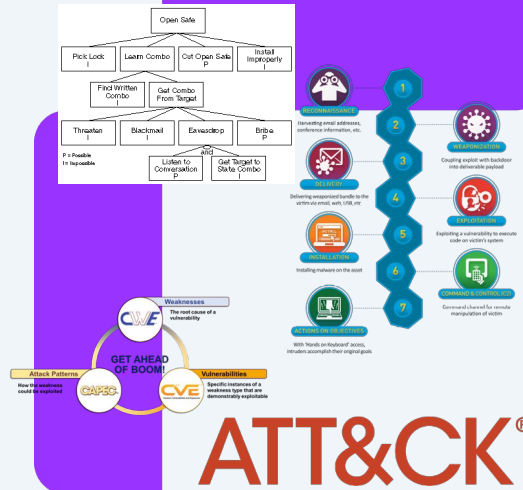 Open Safe
Pick Lock
I
Learn Combo
Cut Open Safe
P
Install
Improperly
I
Find Written
Combo
I
Get Combo
From Target
Threaten
I
Blackmail
I
Eavesdrop
Bribe
P
P = Possible
I = Impossible
and
Listen to
Conversation
P
Get Target to
State Combo
I
1
RECONNAISSANCE
Harvesting email addresses,
conference information, etc.
2
WEAPONIZATION
Coupling exploit with backdoor
into deliverable payload
3
DELIVERY
Delivering weaponized bundle to the
victim via email, web, USB, etc
4
EXPLOITATION
Exploiting a vulnerability to execute
code on victim's system
5
INSTALLATION
Installing malware on the asset
6
COMMAND & CONTROL (C2)
Command channel for remote
manipulation of victim
7
ACTIONS ON OBJECTIVES
With 'Hands on Keyboard' access,
intruders accomplish their original goals
Weaknesses
The root cause of a
vulnerability
CWE
GET AHEAD
OF BOOM!
Attack Patterns
How the weakness
could be exploited
CAPEC
Vulnerabilities
Specific instances of a
weakness type that are
demonstrably exploitable
CVE
ATT&CK®